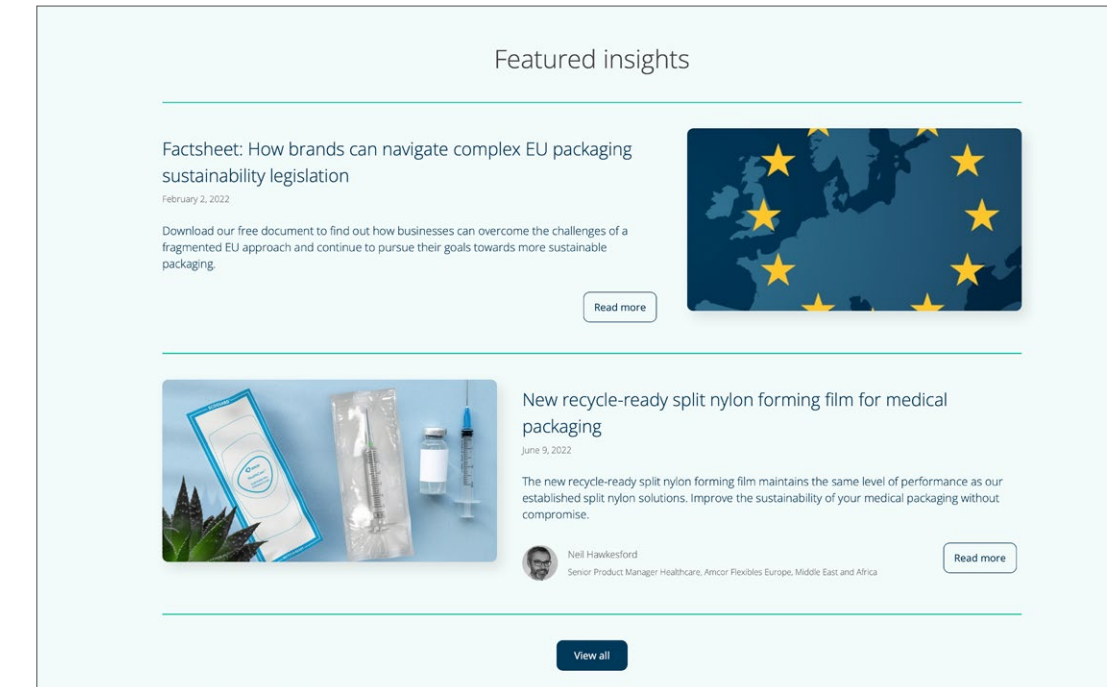 Featured insights
Factsheet: How brands can navigate complex EU packaging
sustainability legislation
February 2, 2022
Download our free document to find out how businesses can overcome the challenges of a
fragmented EU approach and continue to pursue their goals towards more sustainable
packaging.
Read more
New recycle-ready split nylon forming film for medical
packaging
June 9, 2022
The new recycle-ready split nylon forming film maintains the same level of performance as our
established split nylon solutions. Improve the sustainability of your medical packaging without
compromise.
Neil Hawkesford
Senior Product Manager Healthcare, Amcor Flexibles Europe, Middle East and Africa
Read more
View all